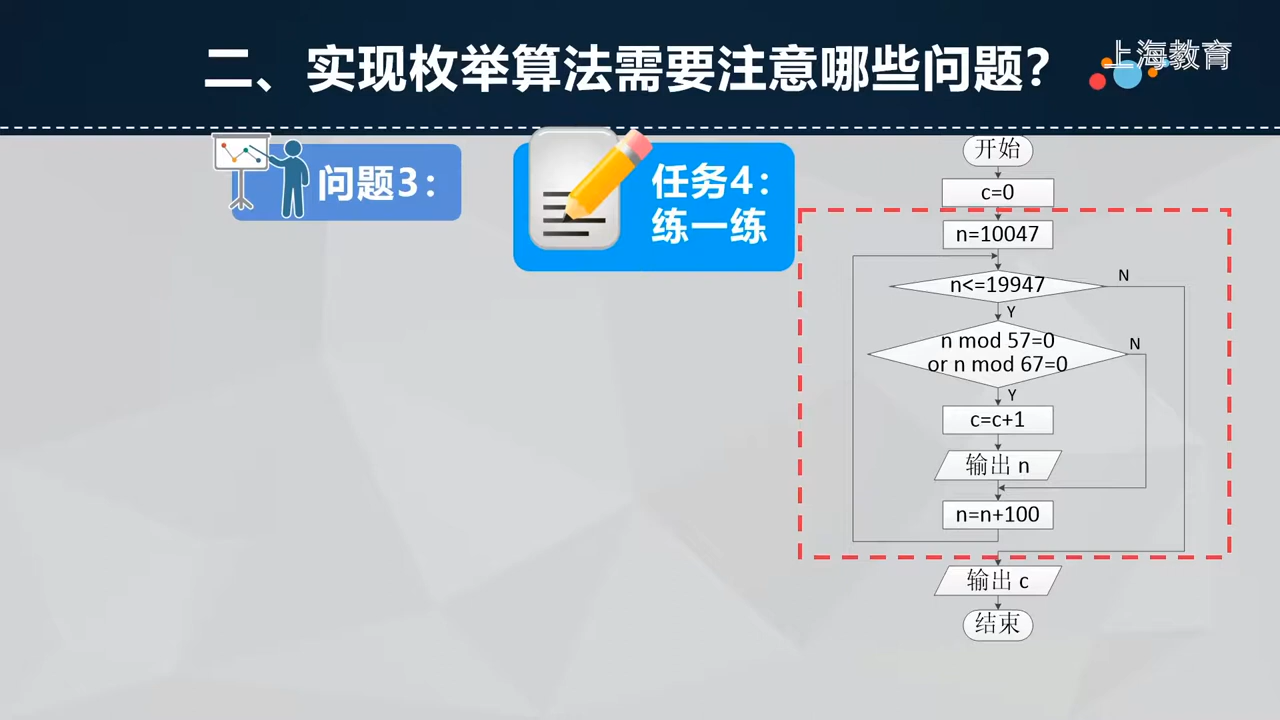 二、实现枚举算法需要注意哪些问题？
上海教育
问题3：
任务4：
练一练
开始
c=0
n=10047
n<=19947
N
Y
n mod 57=0
or n mod 67=0
N
Y
c=c+1
输出 n
n=n+100
输出 c
结束